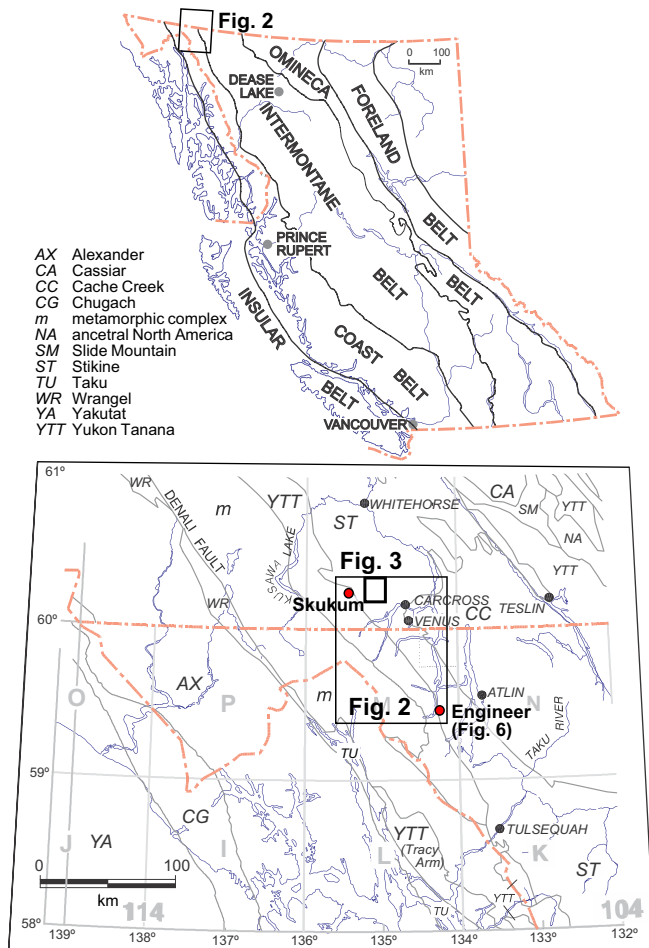 Fig. 2
0 100
km
OMINECA
BELT
FORELAND
BELT
DEASE
LAKE
INTERMONTANE
BELT
PRINCE
RUPERT
INSULAR
BELT
COAST
BELT
VANCOUVER
AX Alexander
CA Cassiar
CC Cache Creek
CG Chugach
m metamorphic complex
NA ancetral North America
SM Slide Mountain
ST Stikine
TU Taku
WR Wrangel
YA Yakutat
YTT Yukon Tanana
61°
WR
DENALI FAULT
m
YTT
ST
WHITEHORSE
CA
SM
YTT
NA
YTT
KUSAWA LAKE
Fig. 3
Skukum
CARCROSS
VENUS
CC
TESLIN
WR
60°
AX
O
P
m
M
Fig. 2
ATLIN
N
Engineer
(Fig. 6)
TAKU RIVER
TU
59°
CG
J
YA
I
YTT
(Tracy
Arm)
L
TULSEQUAH
K
ST
0 100
km
TU
YTT
114
104
58°
139° 138° 137° 136° 135° 134° 133°